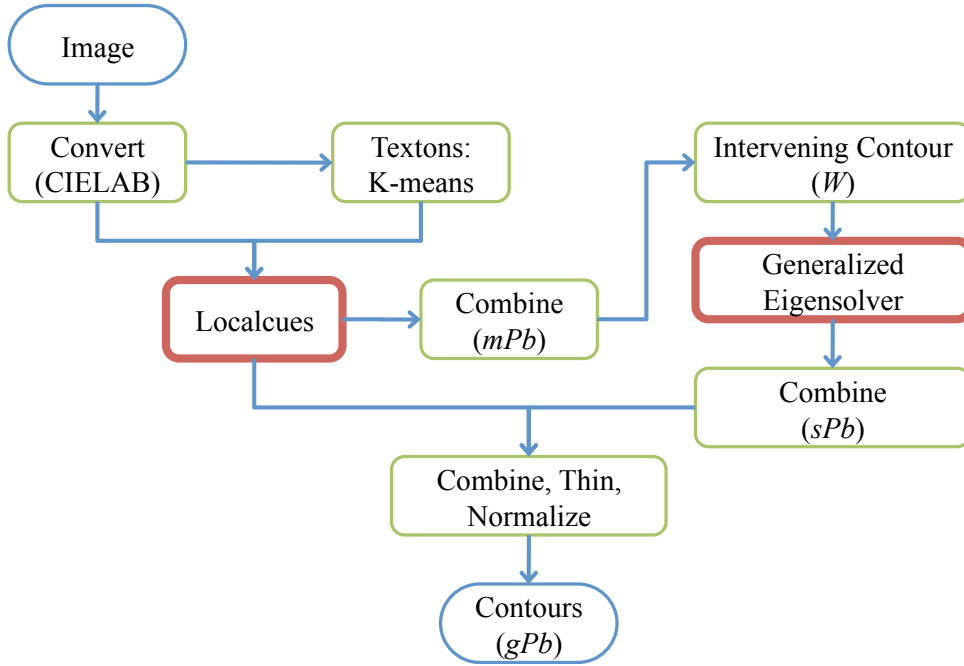 Image
Convert
(CIELAB)
Textons:
K-means
Intervening Contour
(W)
Localcues
Combine
(mPb)
Generalized
Eigensolver
Combine
(sPb)
Combine, Thin,
Normalize
Contours
(gPb)